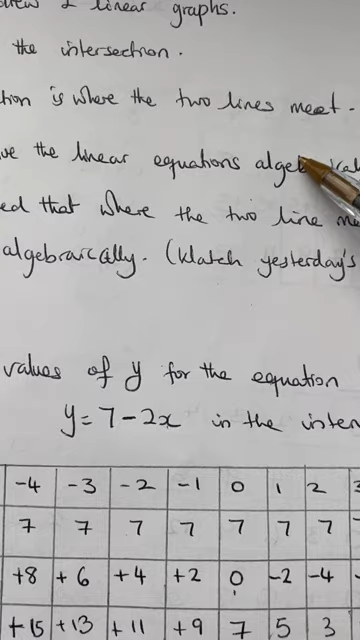 2 linear graphs.
the intersection.
is where the two lines meet.
the linear equations
that where the two line
algebraically. (Watch yesterday's
values of y for the equation
y = 7 - 2x in the
-4 -3 -2 -1 0 1 2
7 7 7 7 7 7 7
+8 +6 +4 +2 0 -2 -4
+15 +13 +11 +9 7 5 3